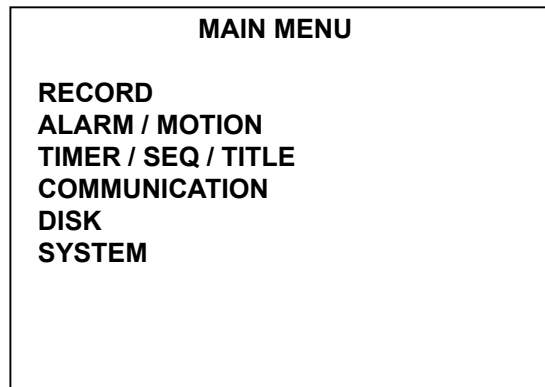 MAIN MENU
RECORD
ALARM / MOTION
TIMER / SEQ / TITLE
COMMUNICATION
DISK
SYSTEM